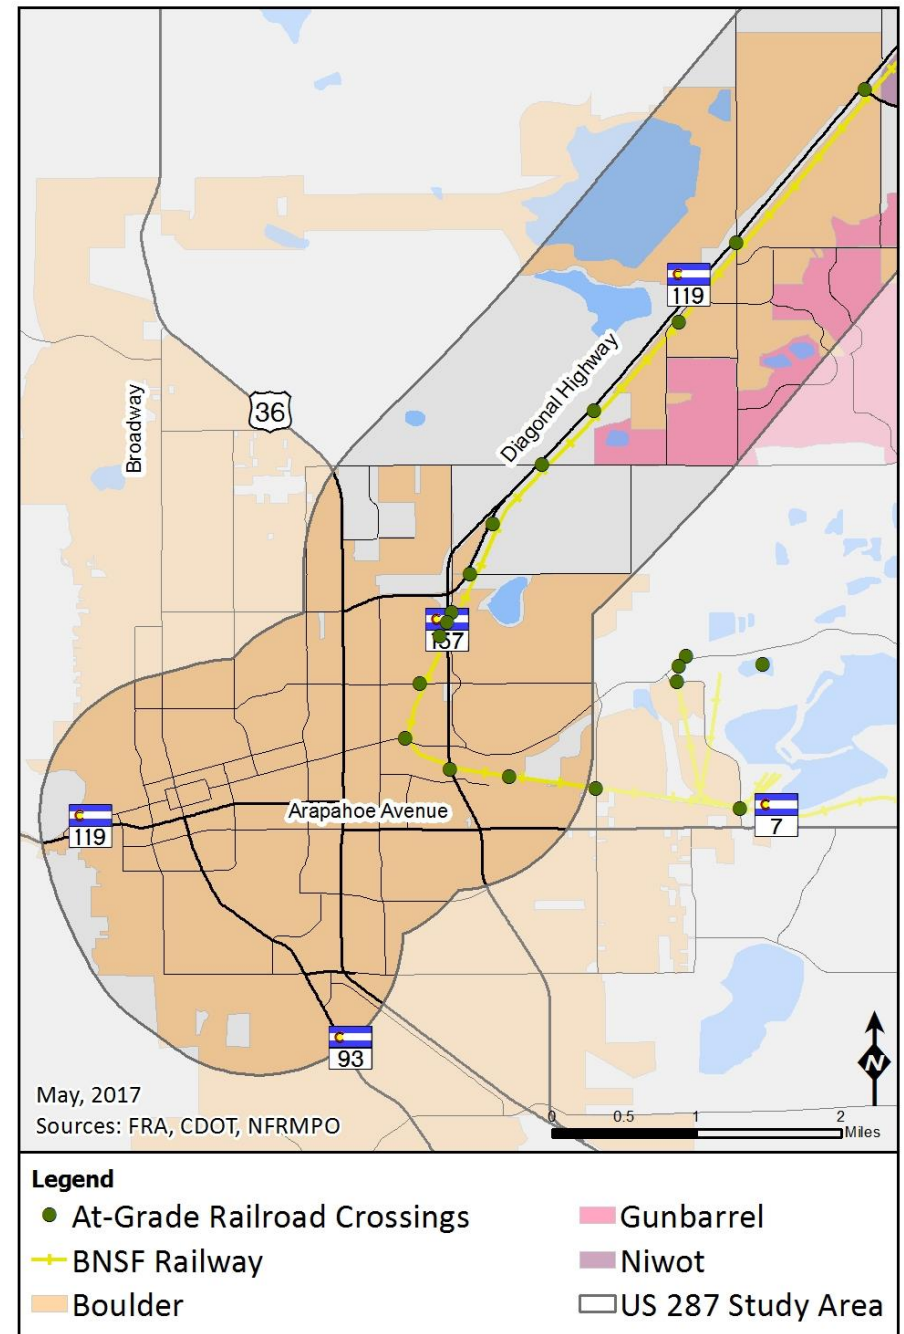 119
Diagonal Highway
36
Broadway
157
Arapahoe Avenue
119
7
93
N
May, 2017
Sources: FRA, CDOT, NFRMPO
0 0.5 1 2
Miles
Legend
At-Grade Railroad Crossings
BNSF Railway
Boulder
Gunbarrel
Niwot
US 287 Study Area